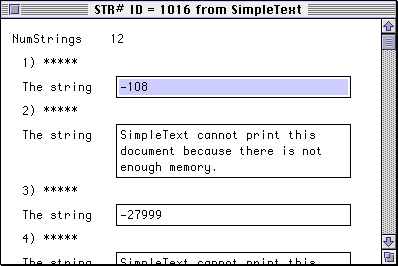 STR# ID = 1016 from SimpleText
NumStrings 12
1) *****
The string -108
2) *****
The string SimpleText cannot print this
document because there is not
enough memory.
3) *****
The string -27999
4) *****
The string SimpleText cannot print this